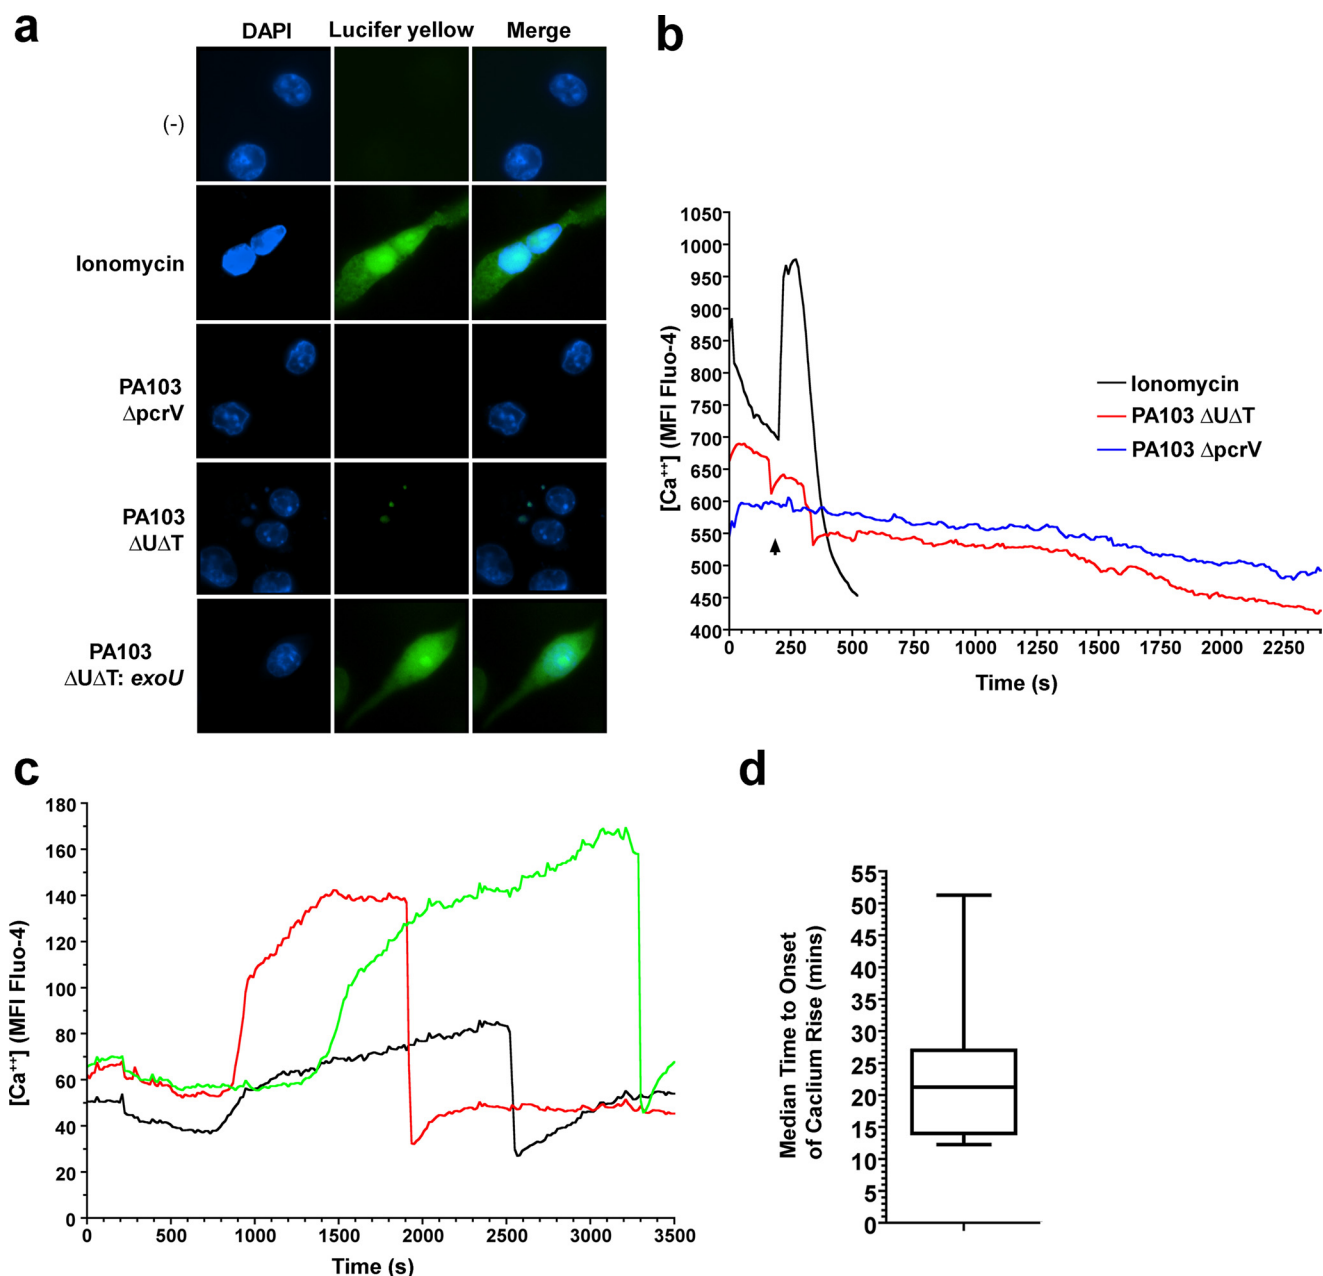 a
DAPI Lucifer yellow Merge
(-)
Ionomycin
PA103
ΔpcrV
PA103
ΔUΔT
PA103
ΔUΔT: exoU
b
1050
1000
950
900
850
800
750
700
650
600
550
500
450
400
[Ca++] (MFI Fluo-4)
Ionomycin
PA103 ΔUΔT
PA103 ΔpcrV
0 250 500 750 1000 1250 1500 1750 2000 2250
Time (s)
c
180
160
140
120
100
80
60
40
20
0
[Ca++] (MFI Fluo-4)
0 500 1000 1500 2000 2500 3000 3500
Time (s)
d
55
50
45
40
35
30
25
20
15
10
5
0
Median Time to Onset
of Caclium Rise (mins)